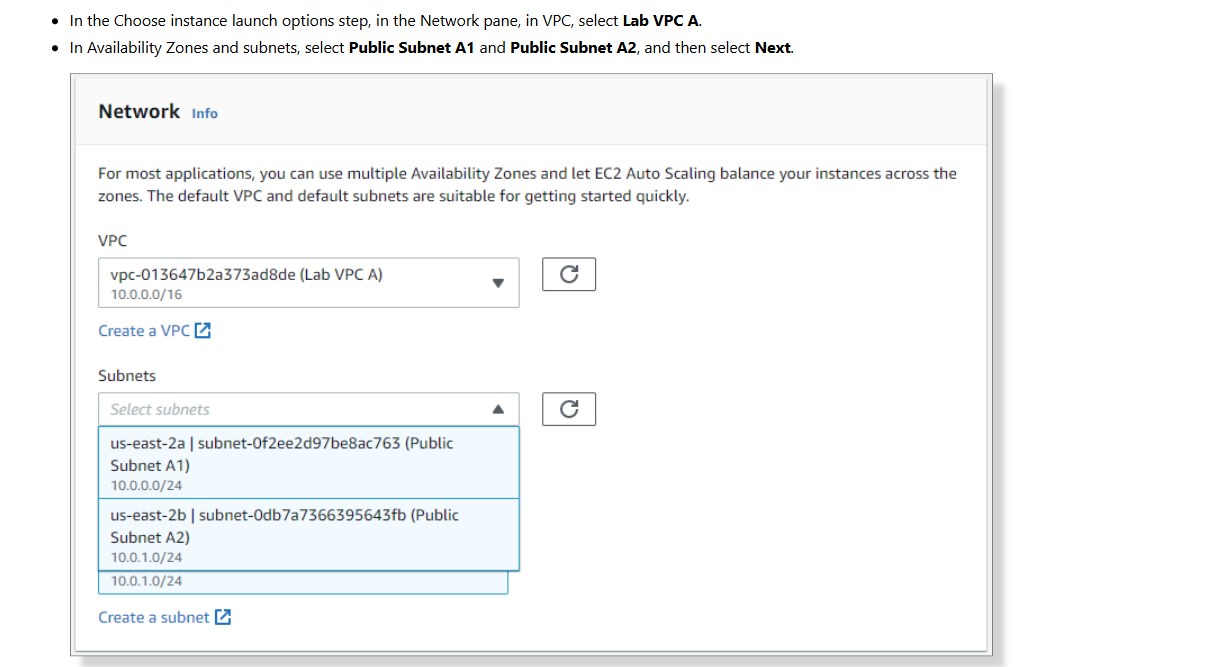 In the Choose instance launch options step, in the Network pane, in VPC, select Lab VPC A.
In Availability Zones and subnets, select Public Subnet A1 and Public Subnet A2, and then select Next.
Network Info
For most applications, you can use multiple Availability Zones and let EC2 Auto Scaling balance your instances across the
zones. The default VPC and default subnets are suitable for getting started quickly.
VPC
vpc-013647b2a373ad8de (Lab VPC A)
10.0.0.0/16
Create a VPC
Subnets
Select subnets
us-east-2a | subnet-0f2ee2d97be8ac763 (Public
Subnet A1)
10.0.0.0/24
us-east-2b | subnet-0db7a7366395643fb (Public
Subnet A2)
10.0.1.0/24
10.0.1.0/24
Create a subnet